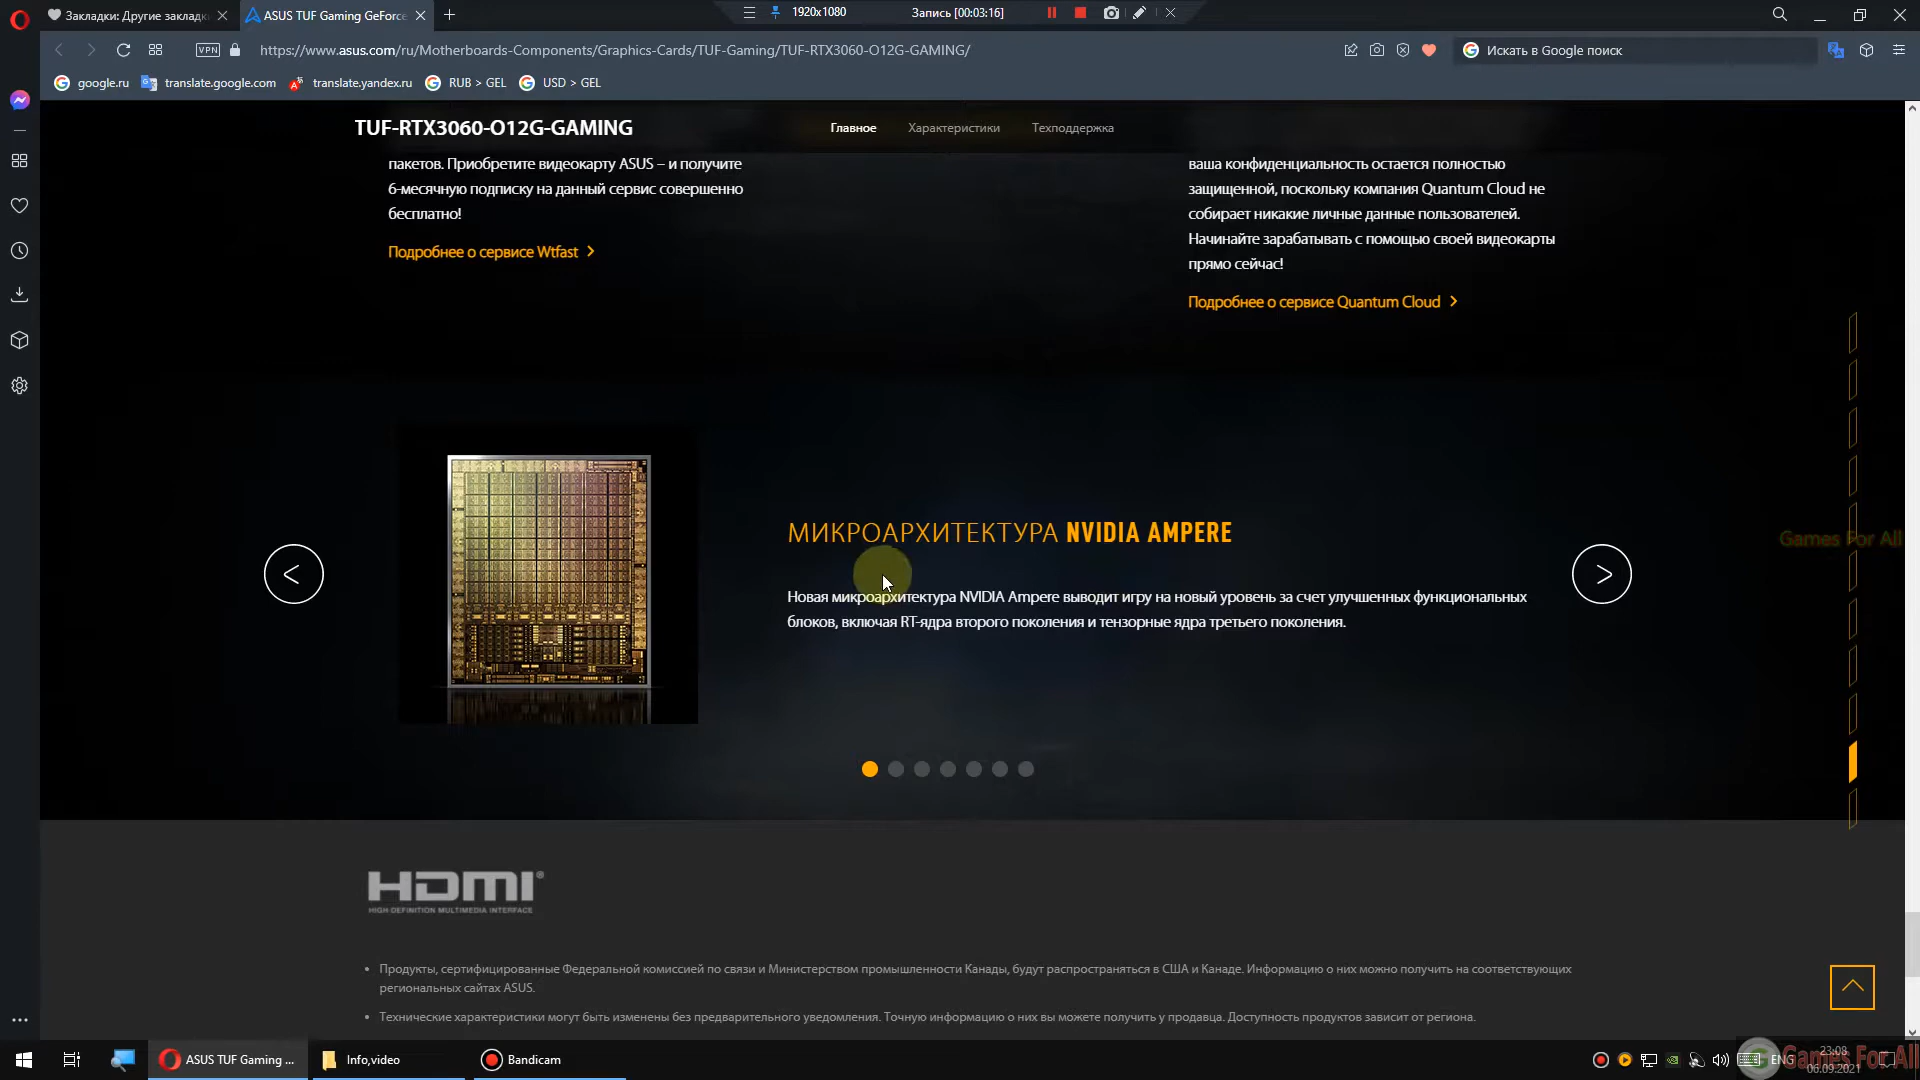 Закладки: Другие закладк
ASUS TUF Gaming GeForce
1920x1080
Запись [00:03:16]
VPN
https://www.asus.com/ru/Motherboards-Components/Graphics-Cards/TUF-Gaming/TUF-RTX3060-O12G-GAMING/
Искать в Google поиск
google.ru
translate.google.com
translate.yandex.ru
RUB > GEL
USD > GEL
TUF-RTX3060-O12G-GAMING
Главное
Характеристики
Техподдержка
пакетов. Приобретите видеокарту ASUS – и получите
6-месячную подписку на данный сервис совершенно
бесплатно!
Подробнее о сервисе Wtfast >
ваша конфиденциальность остается полностью
защищенной, поскольку компания Quantum Cloud не
собирает никакие личные данные пользователей.
Начинайте зарабатывать с помощью своей видеокарты
прямо сейчас!
Подробнее о сервисе Quantum Cloud >
МИКРОАРХИТЕКТУРА NVIDIA AMPERE
Новая микроархитектура NVIDIA Ampere выводит игру на новый уровень за счет улучшенных функциональных
блоков, включая RT-ядра второго поколения и тензорные ядра третьего поколения.
Games For All
HDMI®
HIGH-DEFINITION MULTIMEDIA INTERFACE
• Продукты, сертифицированные Федеральной комиссией по связи и Министерством промышленности Канады, будут распространяться в США и Канаде. Информацию о них можно получить на соответствующих
региональных сайтах ASUS.
• Технические характеристики могут быть изменены без предварительного уведомления. Точную информацию о них вы можете получить у продавца. Доступность продуктов зависит от региона.
ASUS TUF Gaming ...
Info,video
Bandicam
ENG
23:08
06.09.2021
Games For All